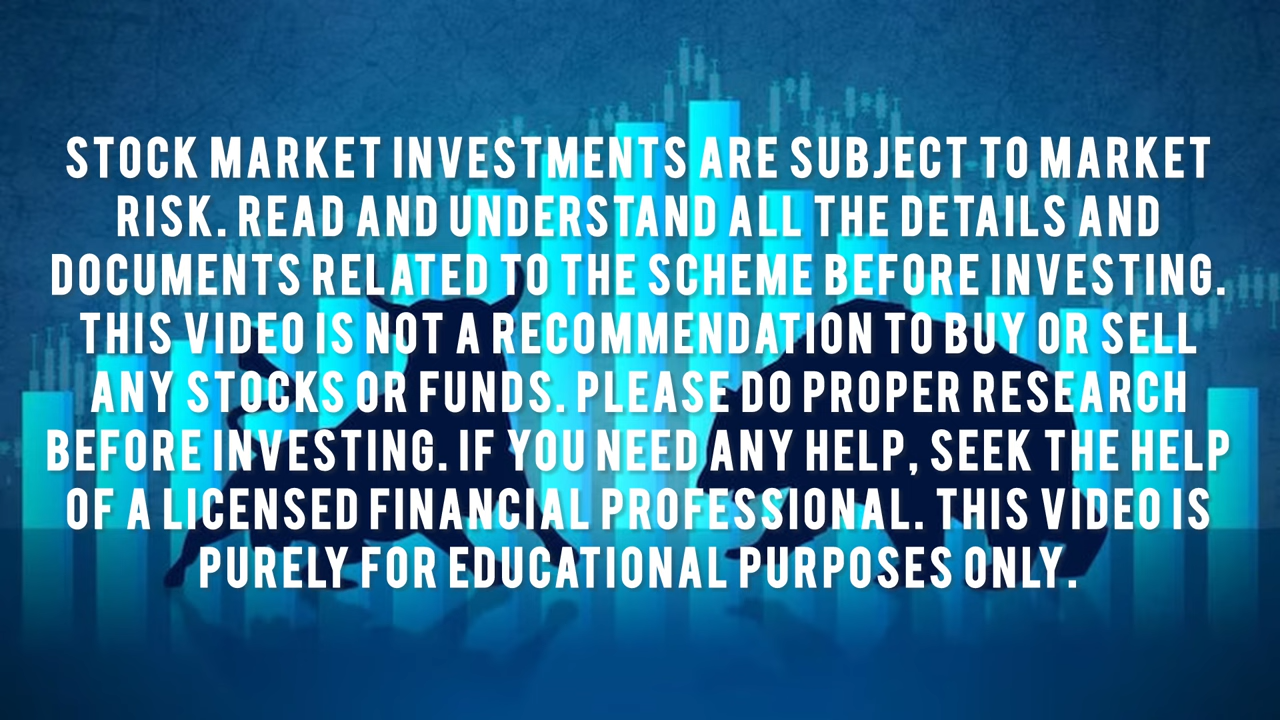 STOCK MARKET INVESTMENTS ARE SUBJECT TO MARKET
RISK. READ AND UNDERSTAND ALL THE DETAILS AND
DOCUMENTS RELATED TO THE SCHEME BEFORE INVESTING.
THIS VIDEO IS NOT A RECOMMENDATION TO BUY OR SELL
ANY STOCKS OR FUNDS. PLEASE DO PROPER RESEARCH
BEFORE INVESTING. IF YOU NEED ANY HELP, SEEK THE HELP
OF A LICENSED FINANCIAL PROFESSIONAL. THIS VIDEO IS
PURELY FOR EDUCATIONAL PURPOSES ONLY.